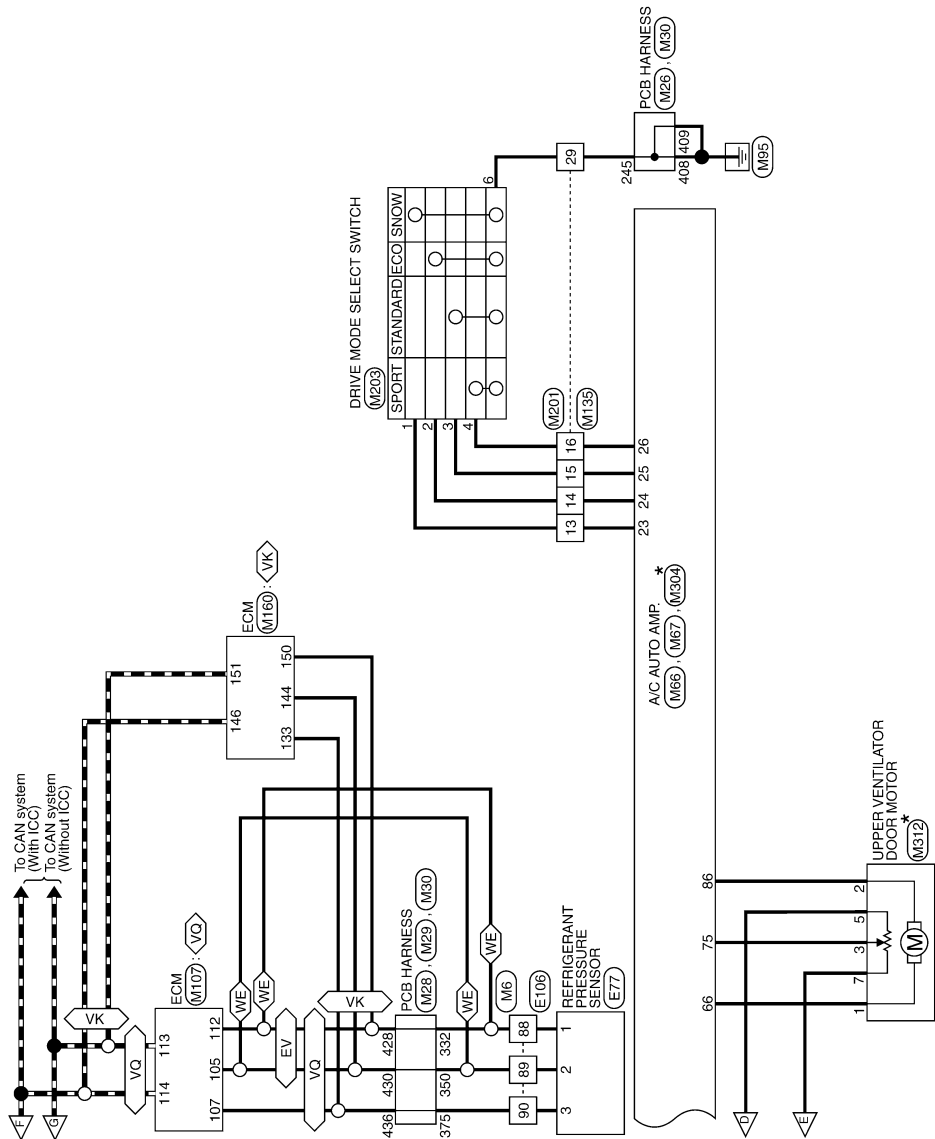 F
G
To CAN system
(With ICC)
To CAN system
(Without ICC)
VK
VQ
114
113
ECM
M107 : VQ
107
105
112
WE
WE
EV
VQ
VK
146
151
ECM
M160 : VK
133
144
150
436
430
428
PCB HARNESS
M28 , M29 , M30
375
350
332
WE
WE
90
89
88
M6
E106
3
2
1
REFRIGERANT
PRESSURE
SENSOR
E77
DRIVE MODE SELECT SWITCH
M203
SPORT
STANDARD
ECO
SNOW
1
2
3
4
6
13
14
15
16
M201
M135
29
245
PCB HARNESS
M26 , M30
408
409
M95
23
24
25
26
A/C AUTO AMP.
M66 , M67 , M304 *
66
75
86
D
E
1
7
3
5
2
M
UPPER VENTILATOR
DOOR MOTOR
M312 *